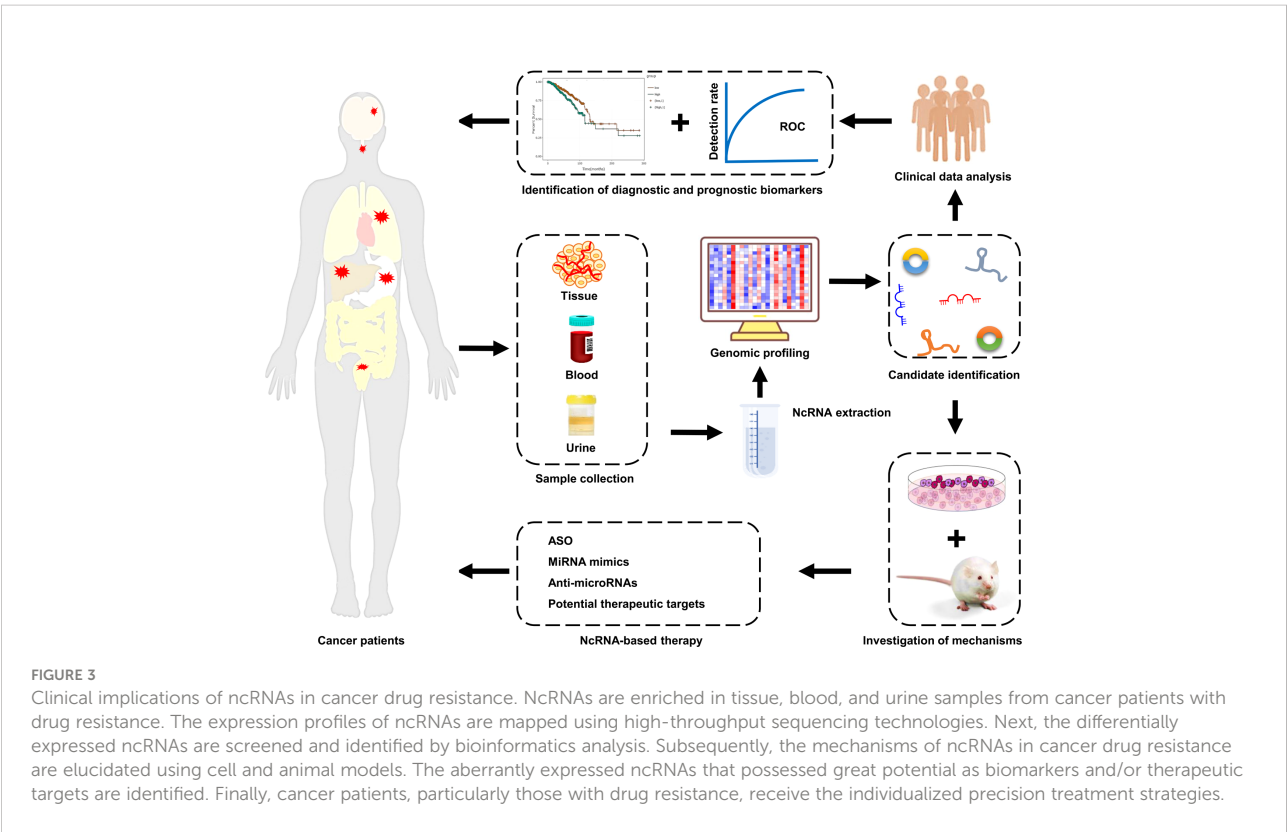 Detection rate
ROC
Identification of diagnostic and prognostic biomarkers
Clinical data analysis
Tissue
Blood
Urine
Sample collection
Genomic profiling
NcRNA extraction
Candidate identification
ASO
MiRNA mimics
Anti-microRNAs
Potential therapeutic targets
NcRNA-based therapy
Investigation of mechanisms
Cancer patients
FIGURE 3
Clinical implications of ncRNAs in cancer drug resistance. NcRNAs are enriched in tissue, blood, and urine samples from cancer patients with
drug resistance. The expression profiles of ncRNAs are mapped using high-throughput sequencing technologies. Next, the differentially
expressed ncRNAs are screened and identified by bioinformatics analysis. Subsequently, the mechanisms of ncRNAs in cancer drug resistance
are elucidated using cell and animal models. The aberrantly expressed ncRNAs that possessed great potential as biomarkers and/or therapeutic
targets are identified. Finally, cancer patients, particularly those with drug resistance, receive the individualized precision treatment strategies.